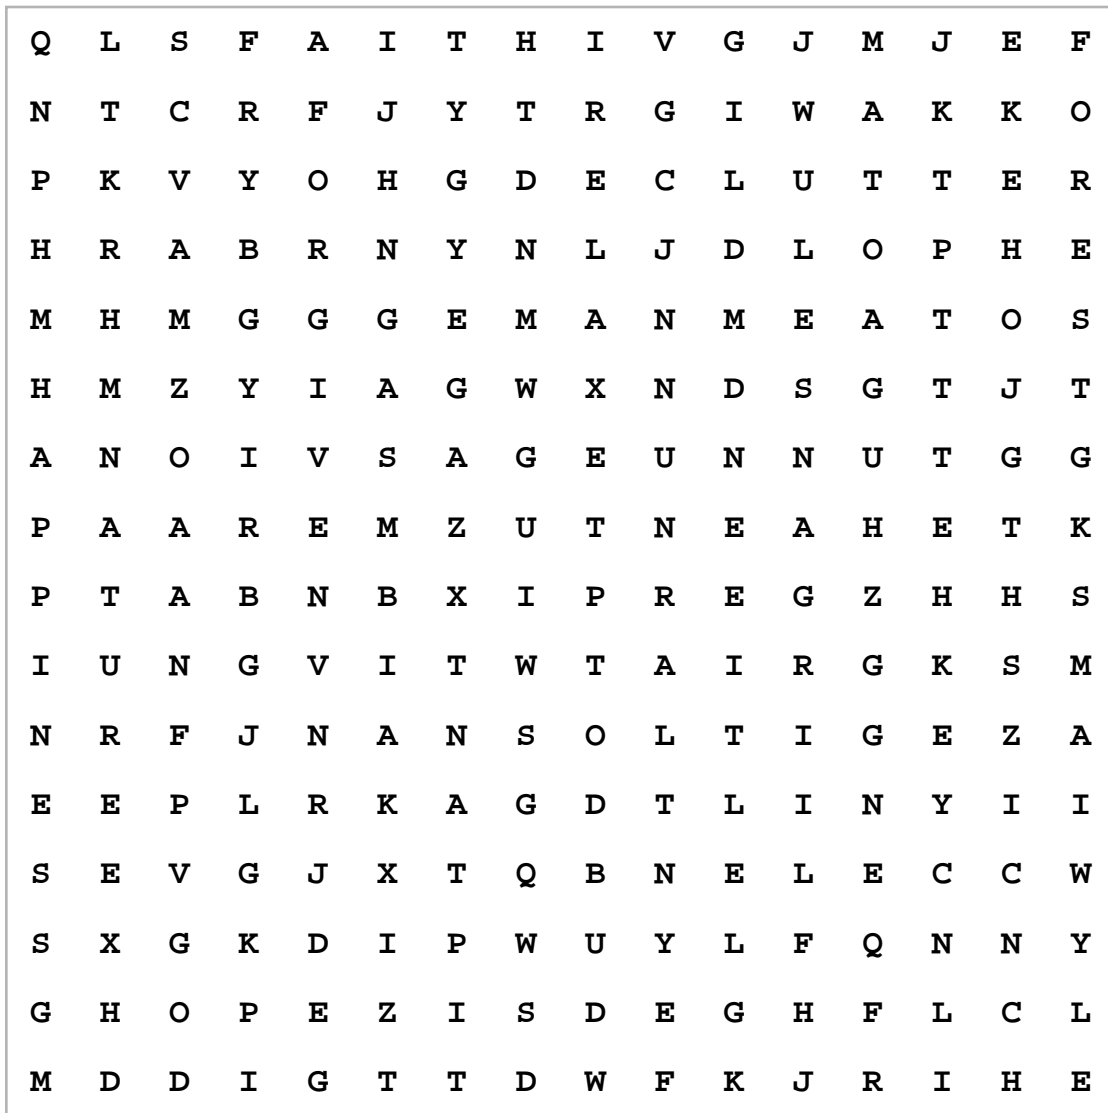 Q L S F A I T H I V G J M J E F
N T C R F J Y T R G I W A K K O
P K V Y O H G D E C L U T T E R
H R A B R N Y N L J D L O P H E
M H M G G G E M A N M E A T O S
H M Z Y I A G W X N D S G T J T
A N O I V S A G E U N N U T G G
P A A R E M Z U T N E A H E T K
P T A B N B X I P R E G Z H H S
I U N G V I T W T A I R G K S M
N R F J N A N S O L T I G E Z A
E E P L R K A G D T L I N Y I I
S E V G J X T Q B N E L E C C W
S X G K D I P W U Y L F Q N N Y
G H O P E Z I S D E G H F L C L
M D D I G T T D W F K J R I H E